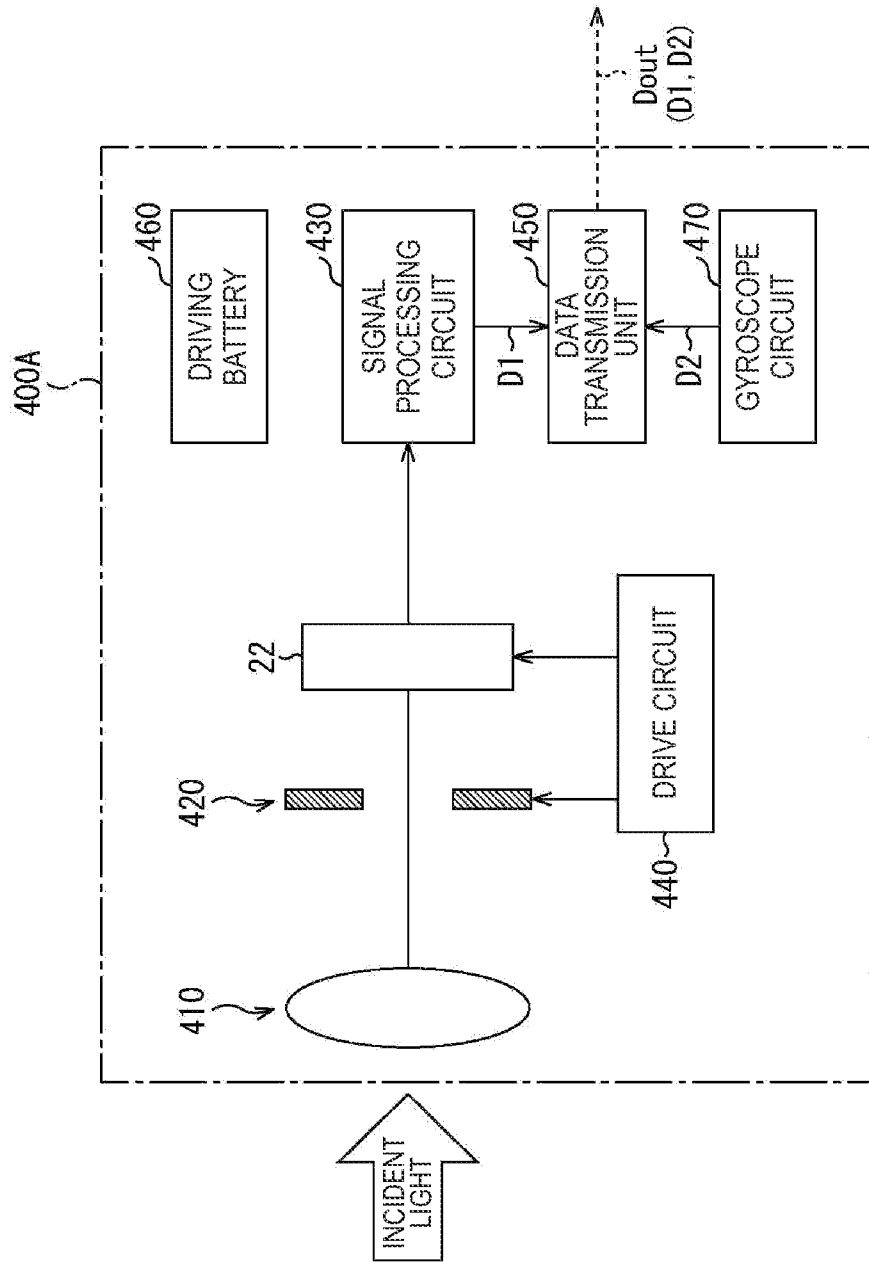 400A
INCIDENT
LIGHT
410
420
22
440
DRIVE CIRCUIT
460
DRIVING
BATTERY
430
SIGNAL
PROCESSING
CIRCUIT
D1
450
DATA
TRANSMISSION
UNIT
D2
470
GYROSCOPE
CIRCUIT
Dout
(D1, D2)